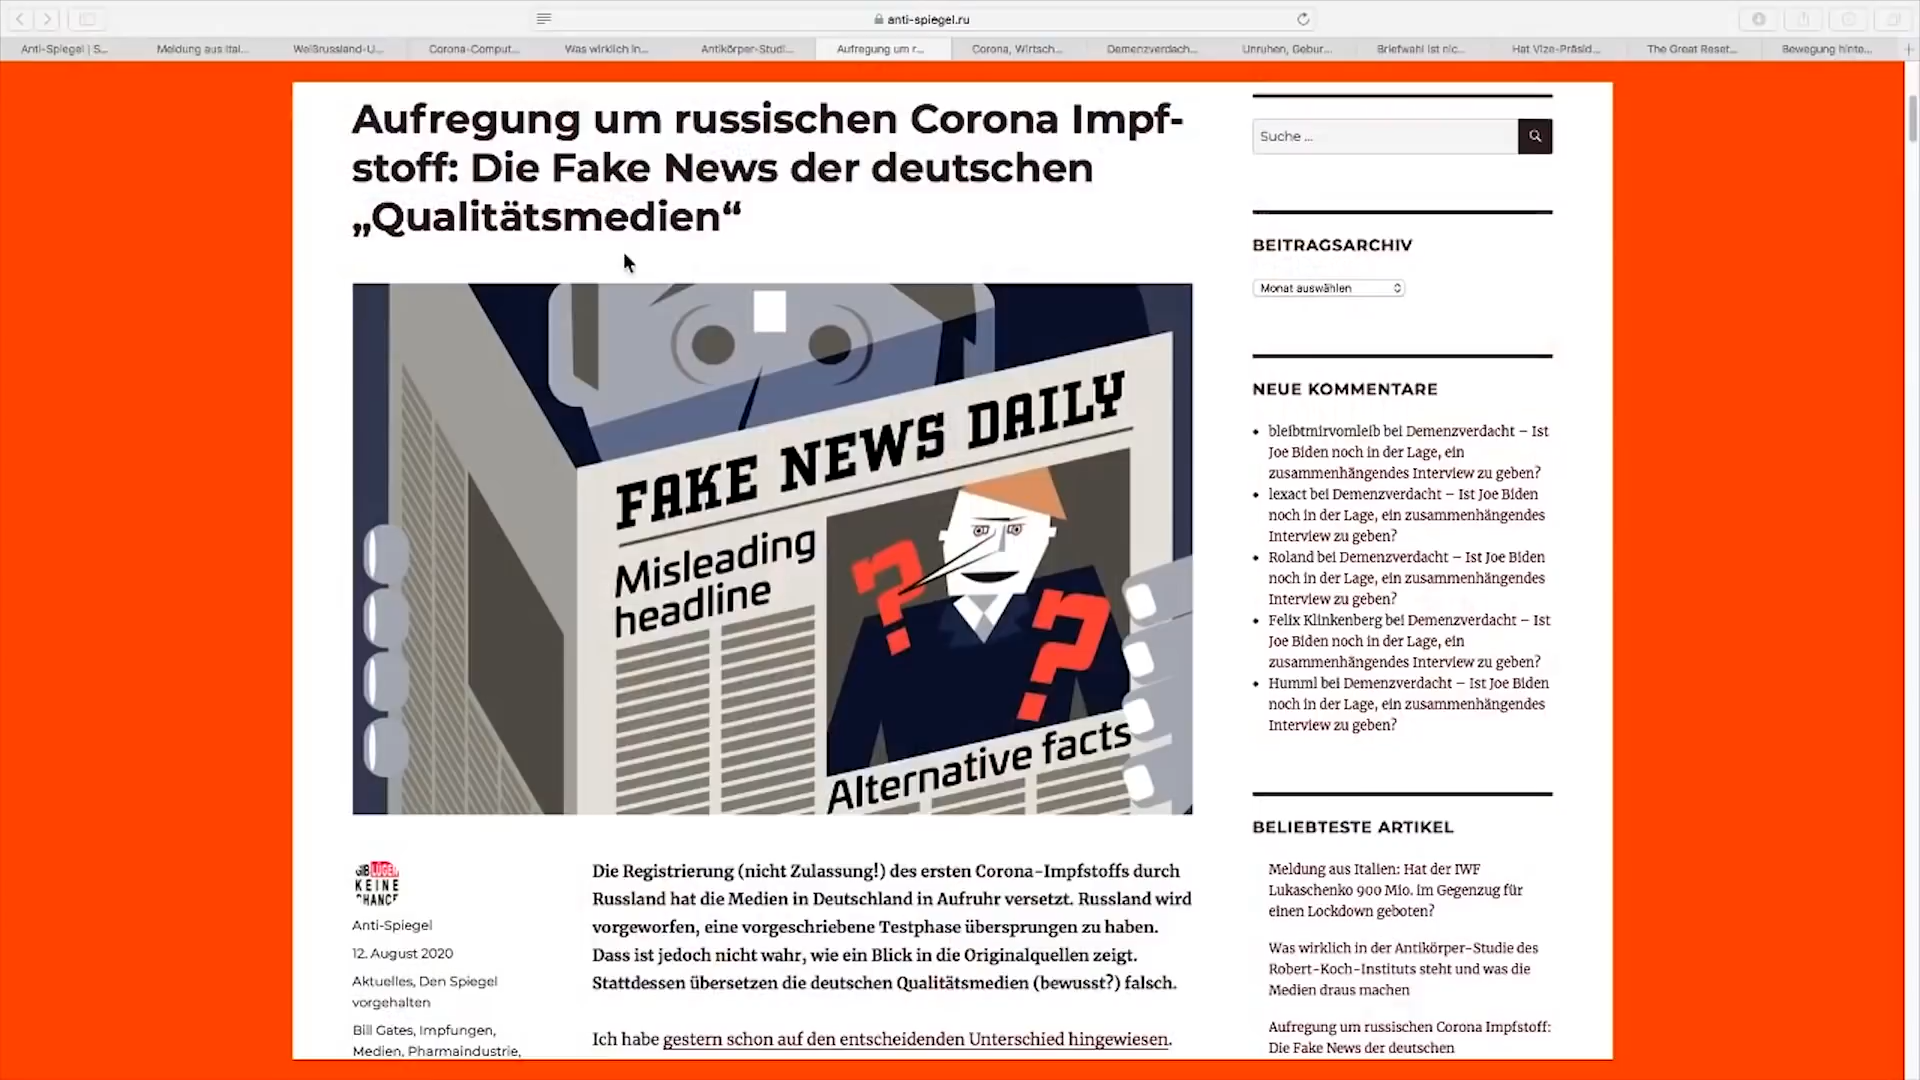 anti-spiegel.ru
Anti-Spiegel | S...
Meldung aus Ital...
Weißrussland-U...
Corona-Comput...
Was wirklich in...
Antikörper-Studi...
Aufregung um r...
Corona, Wirtsch...
Demenzverdach...
Unruhen, Gebur...
Briefwahl ist nic...
Hat Vize-Präsid...
The Great Reset...
Bewegung hinte...
Aufregung um russischen Corona Impf-
stoff: Die Fake News der deutschen
„Qualitätsmedien“
FAKE NEWS DAILY
Misleading
headline
Alternative facts
GIB LÜGEN
KEINE
CHANCE
Anti-Spiegel
12. August 2020
Aktuelles, Den Spiegel
vorgehalten
Bill Gates, Impfungen,
Medien, Pharmaindustrie,
Die Registrierung (nicht Zulassung!) des ersten Corona-Impfstoffs durch
Russland hat die Medien in Deutschland in Aufruhr versetzt. Russland wird
vorgeworfen, eine vorgeschriebene Testphase übersprungen zu haben.
Dass ist jedoch nicht wahr, wie ein Blick in die Originalquellen zeigt.
Stattdessen übersetzen die deutschen Qualitätsmedien (bewusst?) falsch.
Ich habe gestern schon auf den entscheidenden Unterschied hingewiesen.
Suche ...
BEITRAGSARCHIV
Monat auswählen
NEUE KOMMENTARE
bleibtmirvomleib bei Demenzverdacht – Ist
Joe Biden noch in der Lage, ein
zusammenhängendes Interview zu geben?
lexact bei Demenzverdacht – Ist Joe Biden
noch in der Lage, ein zusammenhängendes
Interview zu geben?
Roland bei Demenzverdacht – Ist Joe Biden
noch in der Lage, ein zusammenhängendes
Interview zu geben?
Felix Klinkenberg bei Demenzverdacht – Ist
Joe Biden noch in der Lage, ein
zusammenhängendes Interview zu geben?
Humml bei Demenzverdacht – Ist Joe Biden
noch in der Lage, ein zusammenhängendes
Interview zu geben?
BELIEBTESTE ARTIKEL
Meldung aus Italien: Hat der IWF
Lukaschenko 900 Mio. im Gegenzug für
einen Lockdown geboten?
Was wirklich in der Antikörper-Studie des
Robert-Koch-Instituts steht und was die
Medien draus machen
Aufregung um russischen Corona Impfstoff:
Die Fake News der deutschen